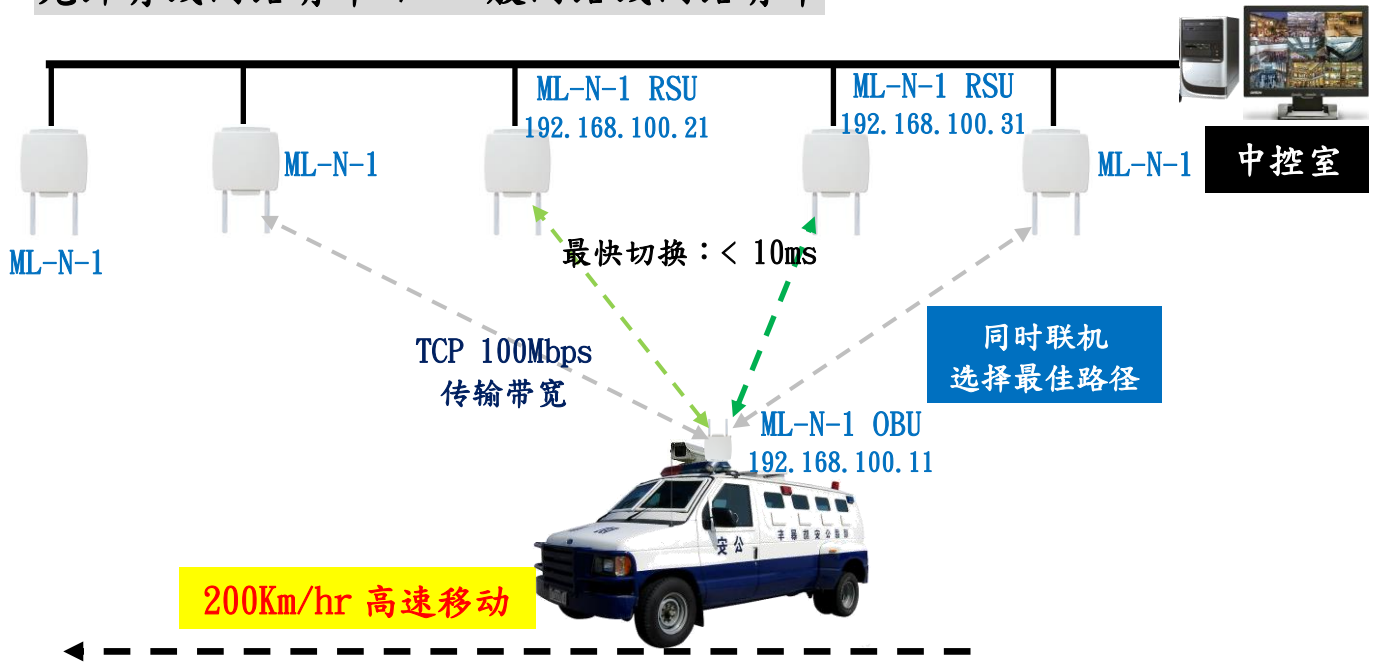 ML-N-1 RSU
192.168.100.21
ML-N-1 RSU
192.168.100.31
ML-N-1
ML-N-1
中控室
ML-N-1
最快切换：< 10ms
TCP 100Mbps
传输带宽
同时联机
选择最佳路径
ML-N-1 OBU
192.168.100.11
安公
200Km/hr 高速移动